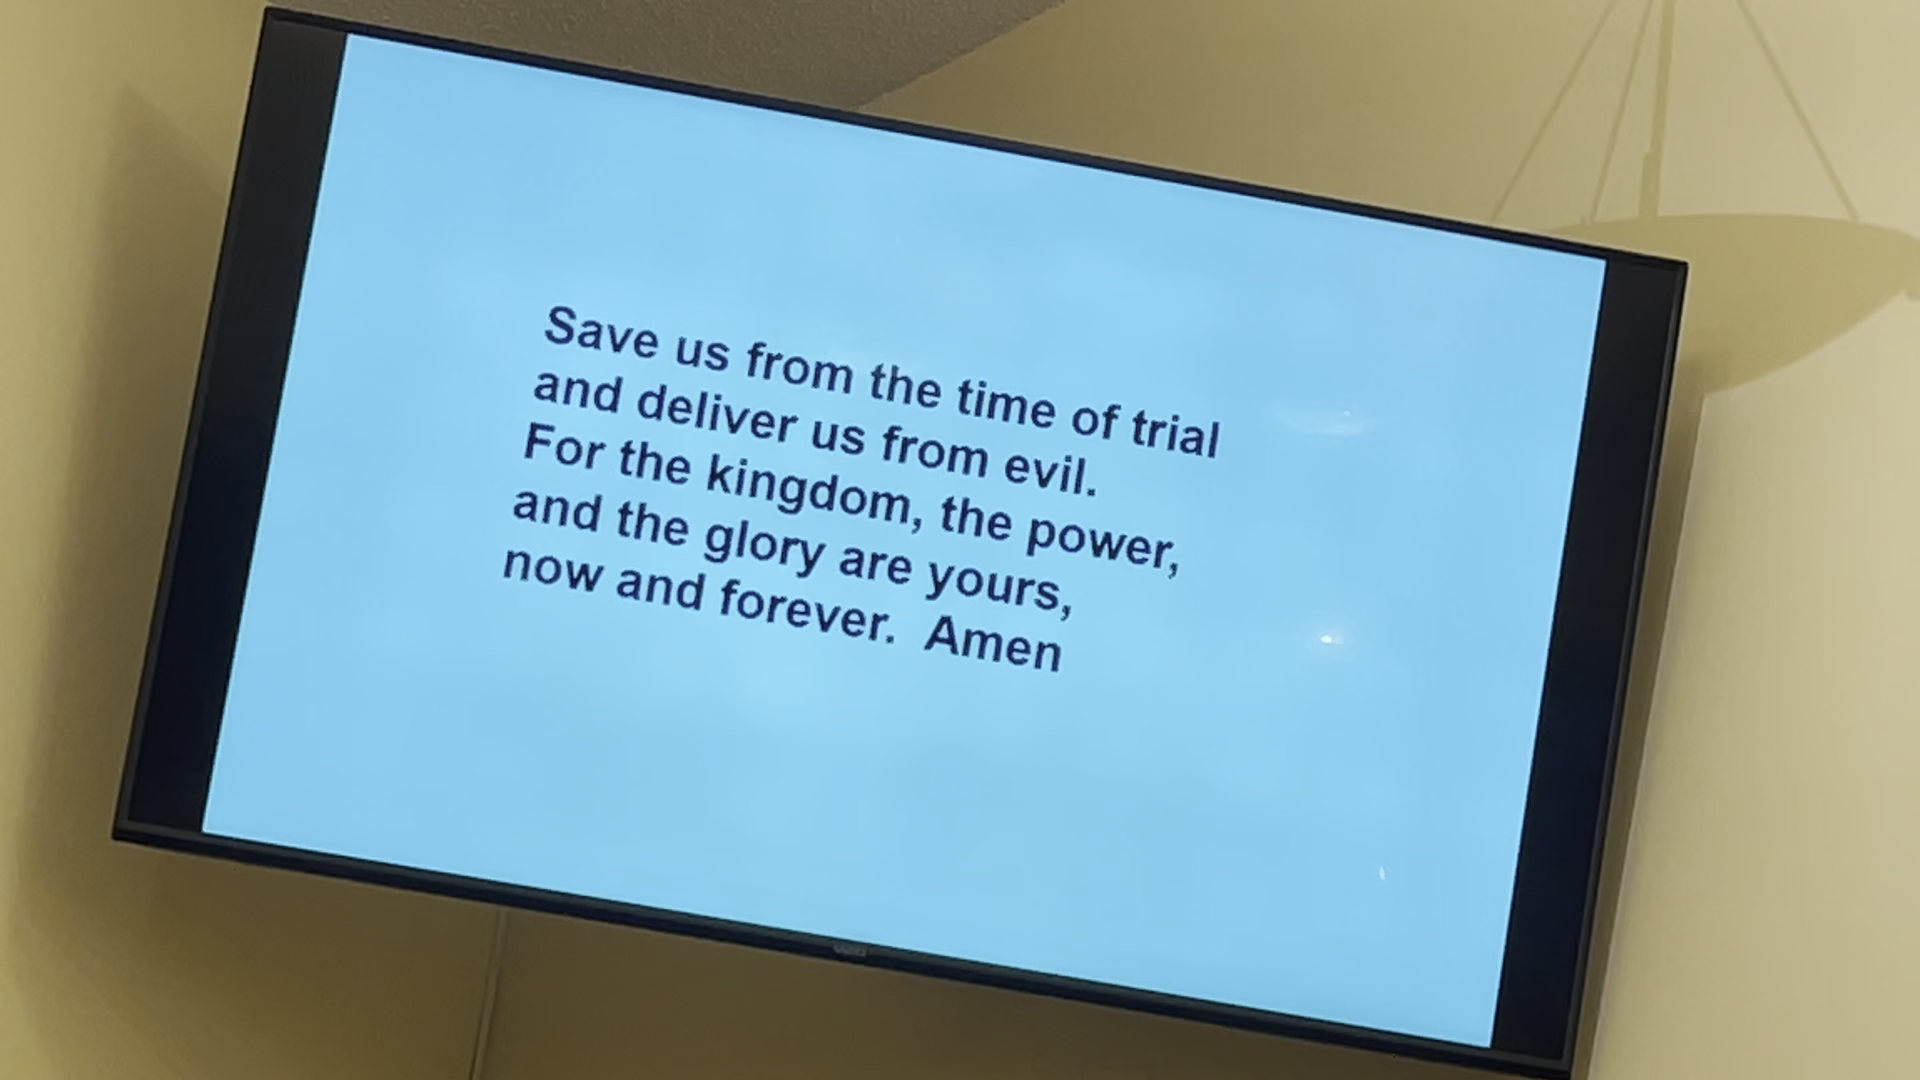 Save us from the time of trial
and deliver us from evil.
For the kingdom, the power,
and the glory are yours,
now and forever.  Amen